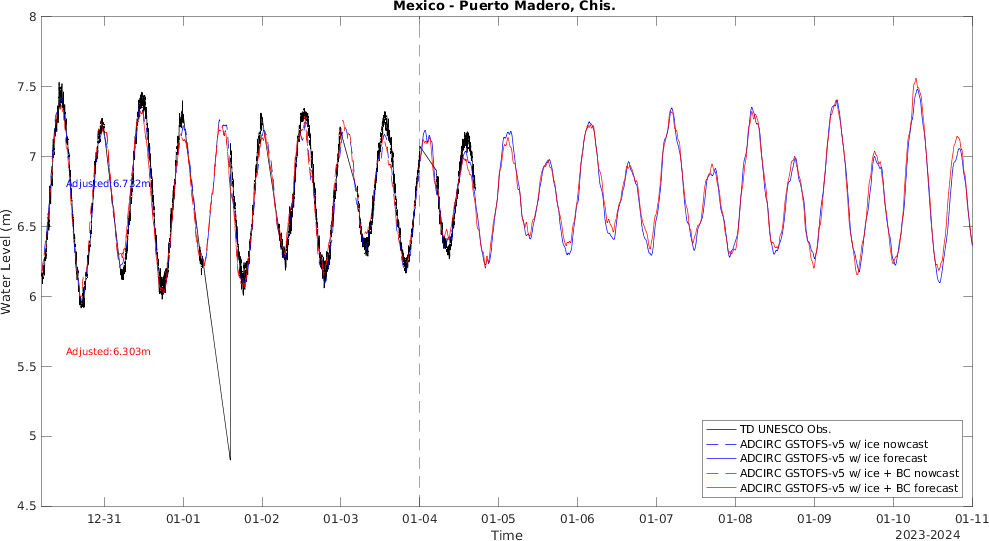 Mexico - Puerto Madero, Chis.
8
7.5
7
6.5
6
5.5
5
4.5
Water Level (m)
Adjusted:6.732m
Adjusted:6.303m
TD UNESCO Obs.
ADCIRC GSTOFS-v5 w/ ice nowcast
ADCIRC GSTOFS-v5 w/ ice forecast
ADCIRC GSTOFS-v5 w/ ice + BC nowcast
ADCIRC GSTOFS-v5 w/ ice + BC forecast
12-31 01-01 01-02 01-03 01-04 01-05 01-06 01-07 01-08 01-09 01-10 01-11
Time
2023-2024